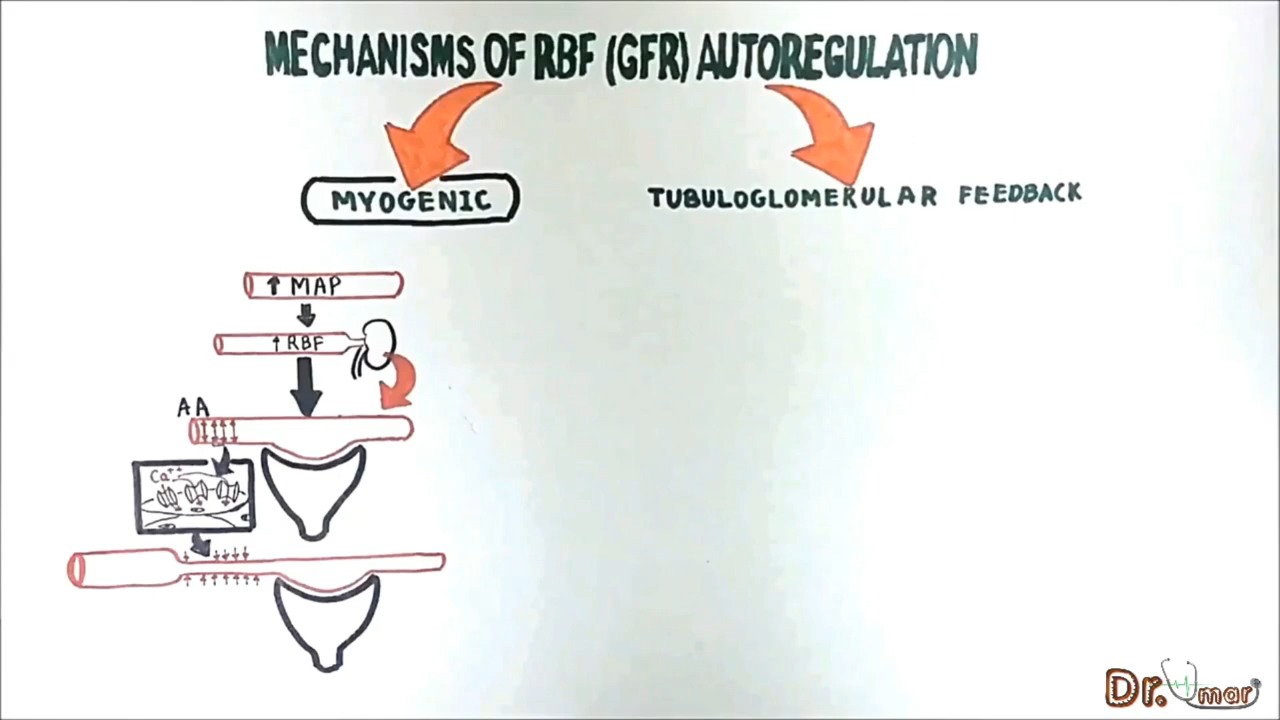 MECHANISMS OF RBF (GFR) AUTOREGULATION
MYOGENIC
TUBULOGLOMERULAR FEEDBACK
↑ MAP
↑ RBF
AA
Ca++
Dr. Umar